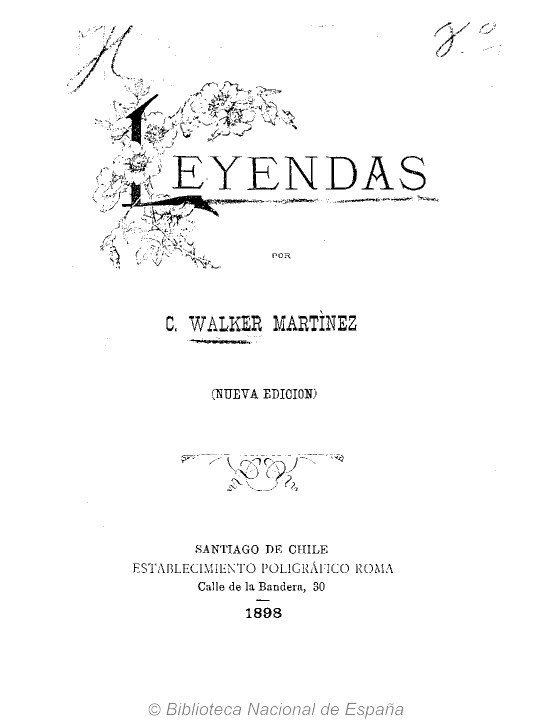 LEYENDAS
POR
C. WALKER MARTÌNEZ
(NUEVA EDICION)
SANTIAGO DE CHILE
ESTABLECIMIENTO POLIGRÁFICO ROMA
Calle de la Bandera, 30
1898
© Biblioteca Nacional de España